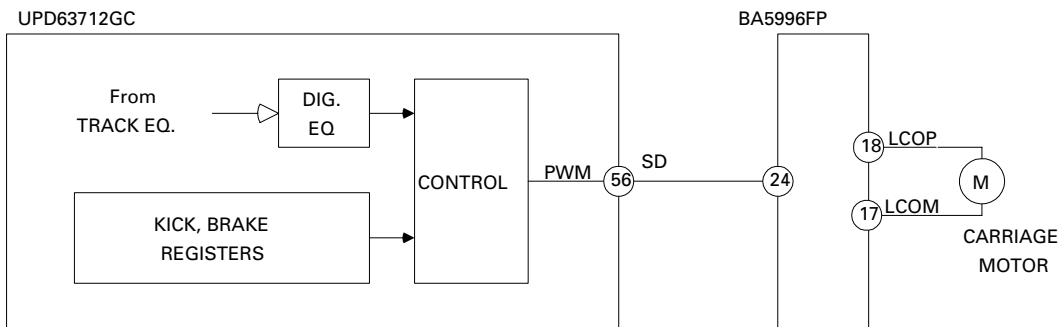 UPD63712GC
BA5996FP
From
TRACK EQ.
DIG.
EQ
CONTROL
KICK, BRAKE
REGISTERS
PWM
56
SD
24
18
LCOP
17
LCOM
M
CARRIAGE
MOTOR